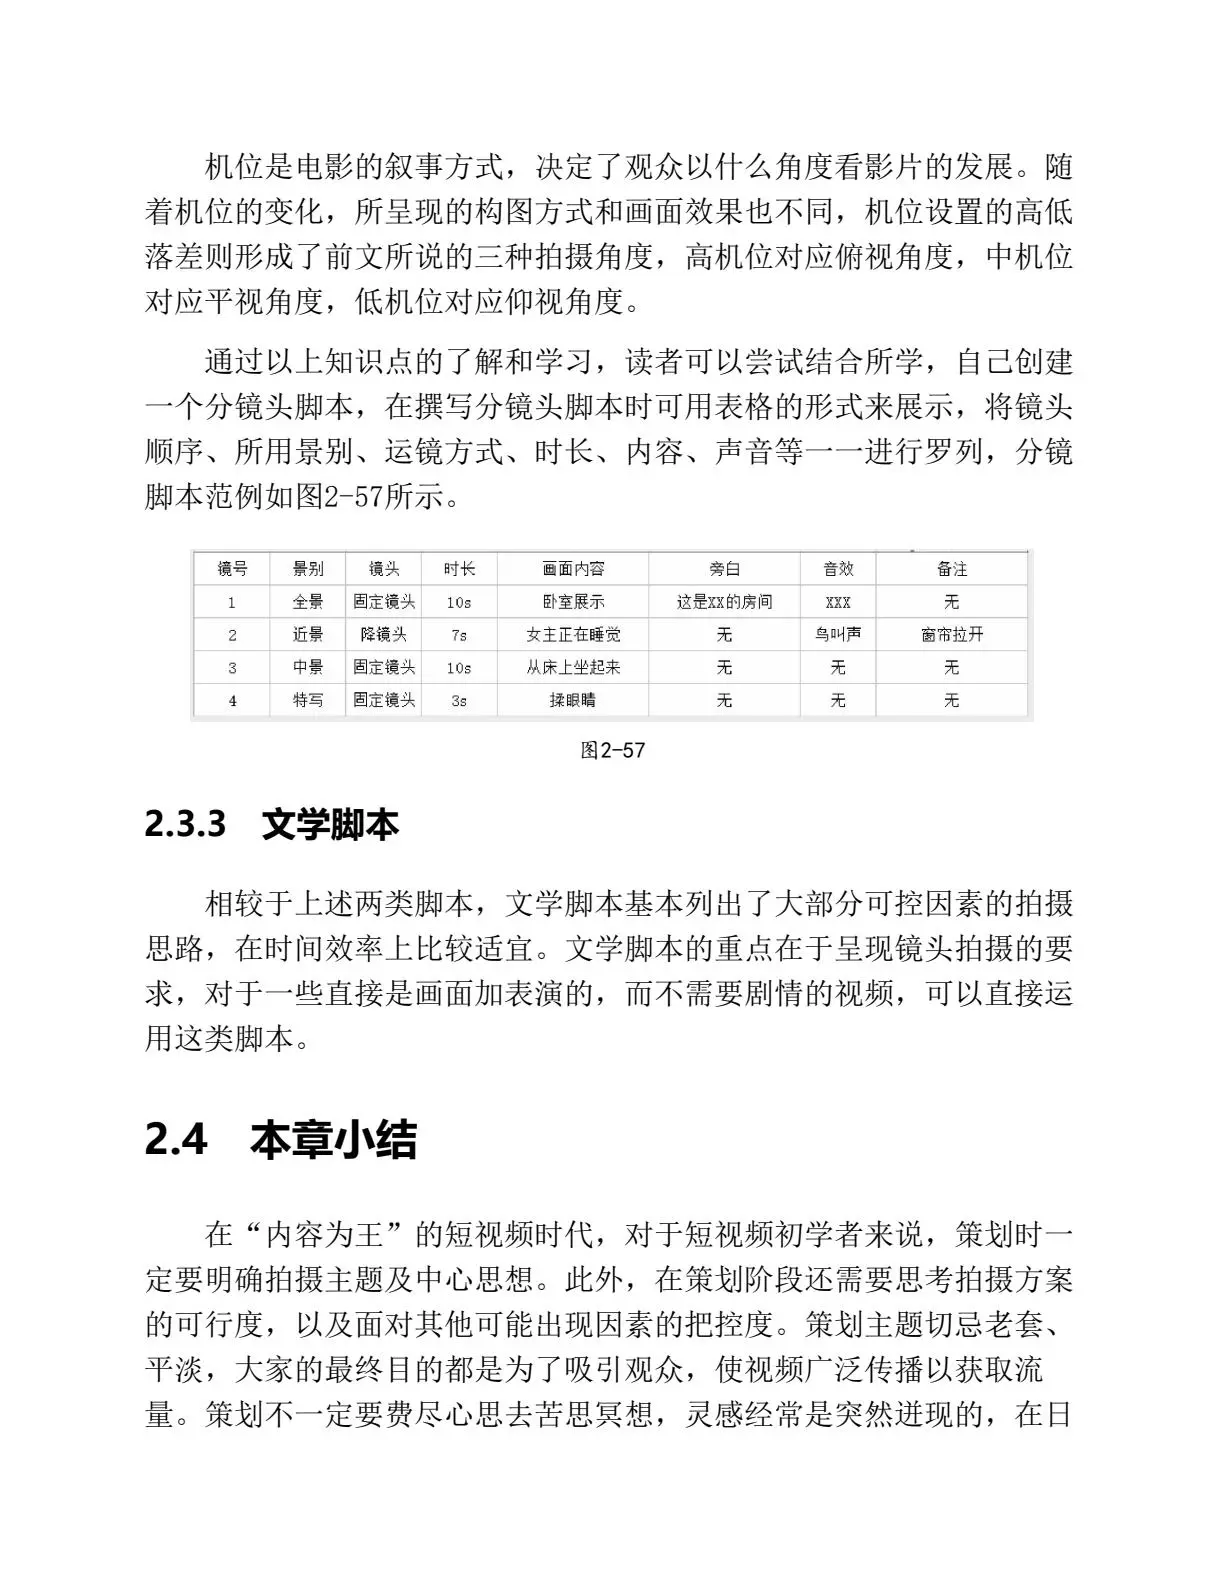 机位是电影的叙事方式，决定了观众以什么角度看影片的发展。随
着机位的变化，所呈现的构图方式和画面效果也不同，机位设置的高低
落差则形成了前文所说的三种拍摄角度，高机位对应俯视角度，中机位
对应平视角度，低机位对应仰视角度。
通过以上知识点的了解和学习，读者可以尝试结合所学，自己创建
一个分镜头脚本，在撰写分镜头脚本时可用表格的形式来展示，将镜头
顺序、所用景别、运镜方式、时长、内容、声音等一一进行罗列，分镜
脚本范例如图2-57所示。
镜号 景别 镜头 时长 画面内容 旁白 音效 备注
1 全景 固定镜头 10s 卧室展示 这是XX的房间 XXX 无
2 近景 降镜头 7s 女主正在睡觉 无 鸟叫声 窗帘拉开
3 中景 固定镜头 10s 从床上坐起来 无 无 无
4 特写 固定镜头 3s 揉眼睛 无 无 无
图2-57
2.3.3 文学脚本
相较于上述两类脚本，文学脚本基本列出了大部分可控因素的拍摄
思路，在时间效率上比较适宜。文学脚本的重点在于呈现镜头拍摄的要
求，对于一些直接是画面加表演的，而不需要剧情的视频，可以直接运
用这类脚本。
2.4 本章小结
在“内容为王”的短视频时代，对于短视频初学者来说，策划时一
定要明确拍摄主题及中心思想。此外，在策划阶段还需要思考拍摄方案
的可行度，以及面对其他可能出现因素的把控度。策划主题切忌老套、
平淡，大家的最终目的都是为了吸引观众，使视频广泛传播以获取流
量。策划不一定要费尽心思去苦思冥想，灵感经常是突然迸现的，在日